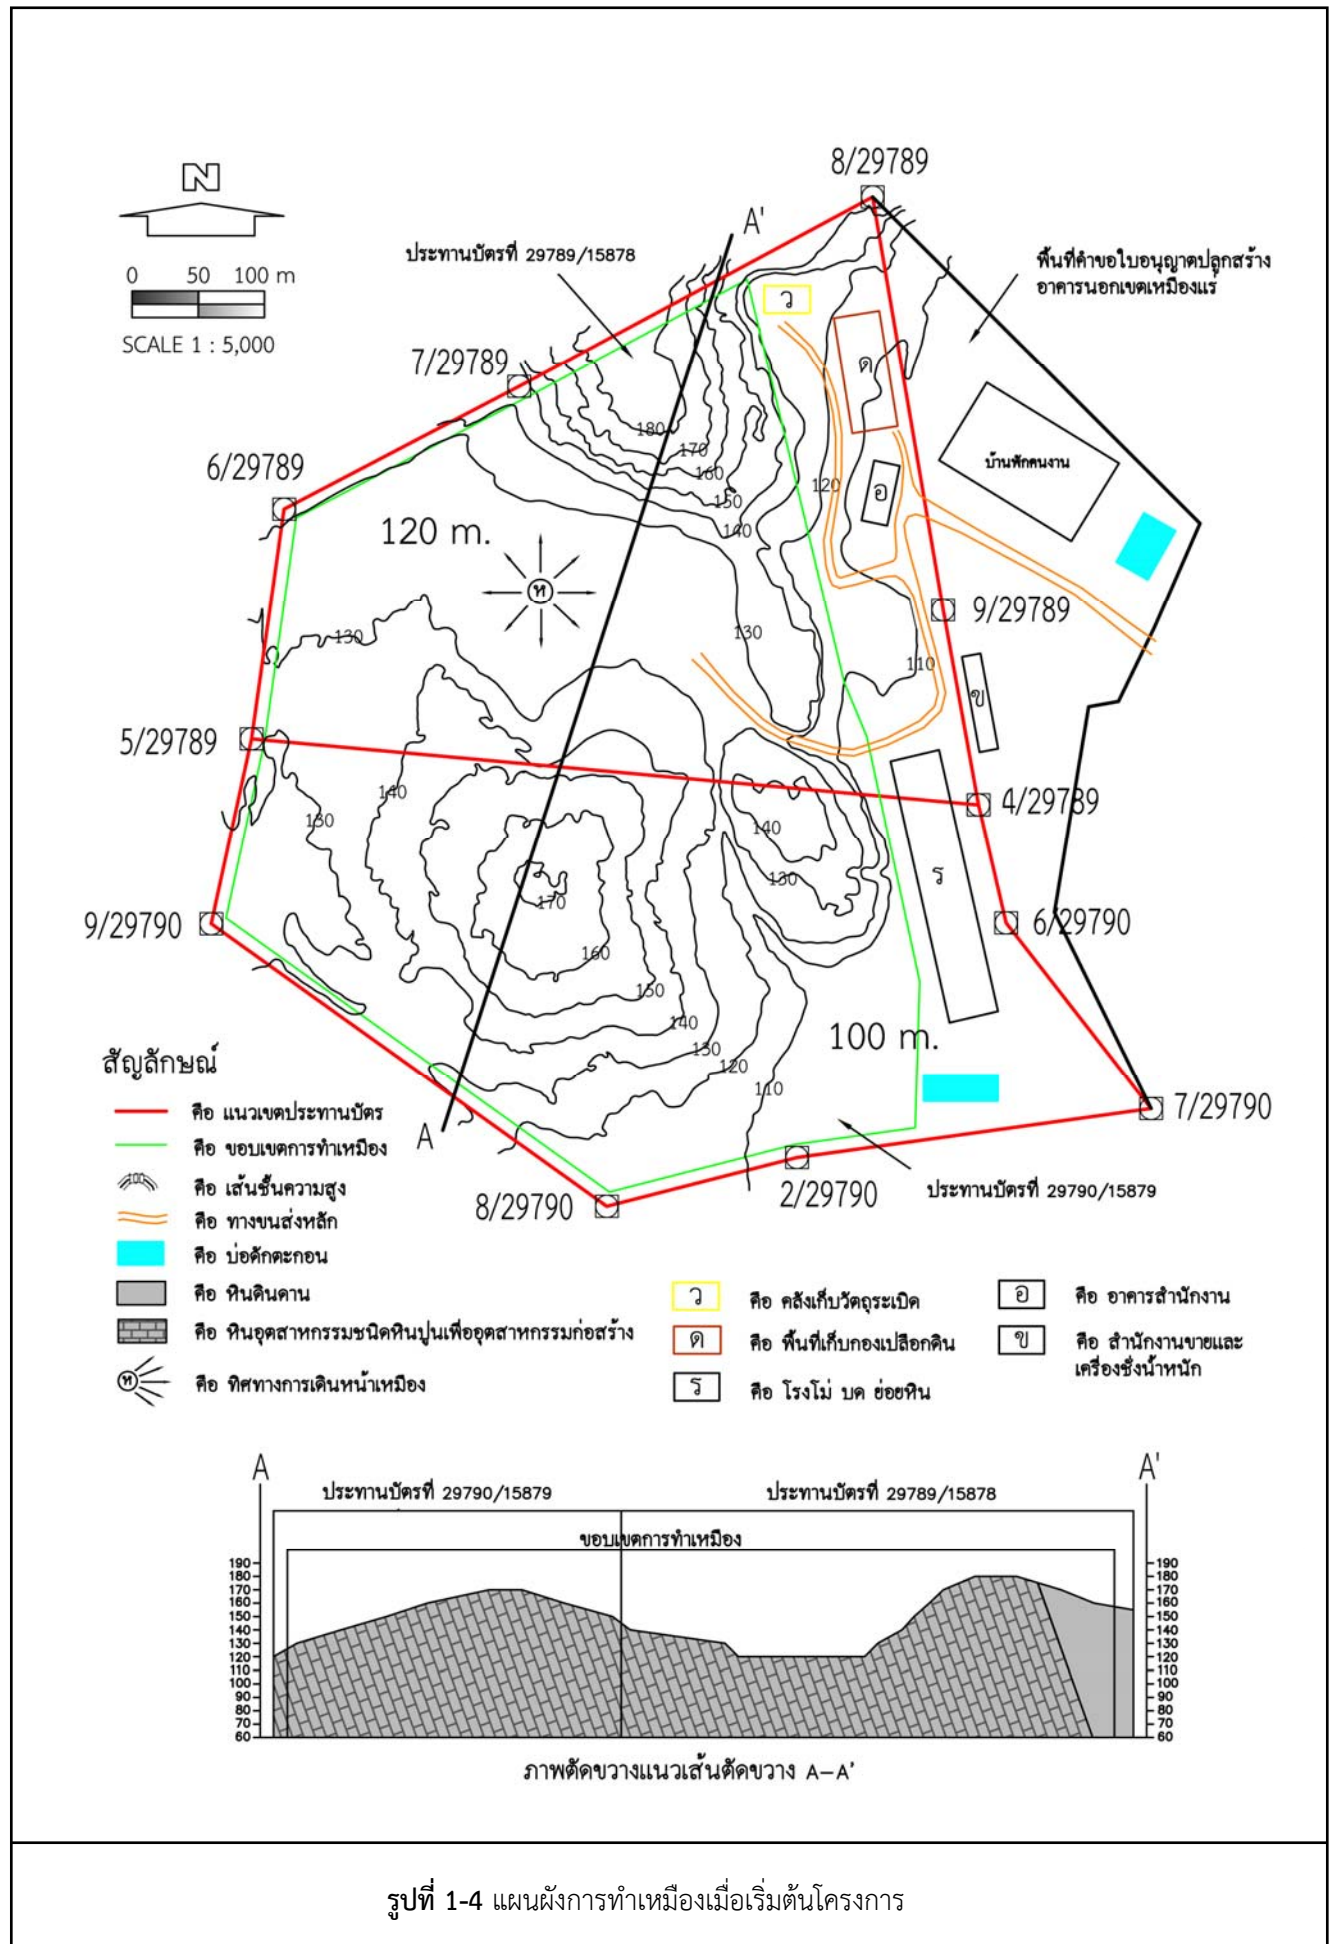 N
0 50 100 m
SCALE 1 : 5,000
8/29789
A'
ประทานบัตรที่ 29789/15878
พื้นที่คำขอใบอนุญาตปลูกสร้าง
อาคารนอกเขตเหมืองแร่
ว
7/29789
ด
180
170
160
150
140
บ้านพักคนงาน
6/29789
120
อ
120 m.
ห
9/29789
130
130
110
ข
5/29789
4/29789
140
130
140
130
ร
170
9/29790
6/29790
160
150
140
130
120
110
100 m.
7/29790
A
8/29790
2/29790
ประทานบัตรที่ 29790/15879
สัญลักษณ์
คือ แนวเขตประทานบัตร
คือ ขอบเขตการทำเหมือง
100
คือ เส้นชั้นความสูง
คือ ทางขนส่งหลัก
คือ บ่อดักตะกอน
คือ หินดินดาน
คือ หินอุตสาหกรรมชนิดหินปูนเพื่ออุตสาหกรรมก่อสร้าง
ห คือ ทิศทางการเดินหน้าเหมือง
ว คือ คลังเก็บวัตถุระเบิด
ด คือ พื้นที่เก็บกองเปลือกดิน
ร คือ โรงโม่ บด ย่อยหิน
อ คือ อาคารสำนักงาน
ข คือ สำนักงานขายและ
เครื่องชั่งน้ำหนัก
A A'
ประทานบัตรที่ 29790/15879 ประทานบัตรที่ 29789/15878
ขอบเขตการทำเหมือง
190 190
180 180
170 170
160 160
150 150
140 140
130 130
120 120
110 110
100 100
90 90
80 80
70 70
60 60
ภาพตัดขวางแนวเส้นตัดขวาง A-A'
รูปที่ 1-4 แผนผังการทำเหมืองเมื่อเริ่มต้นโครงการ